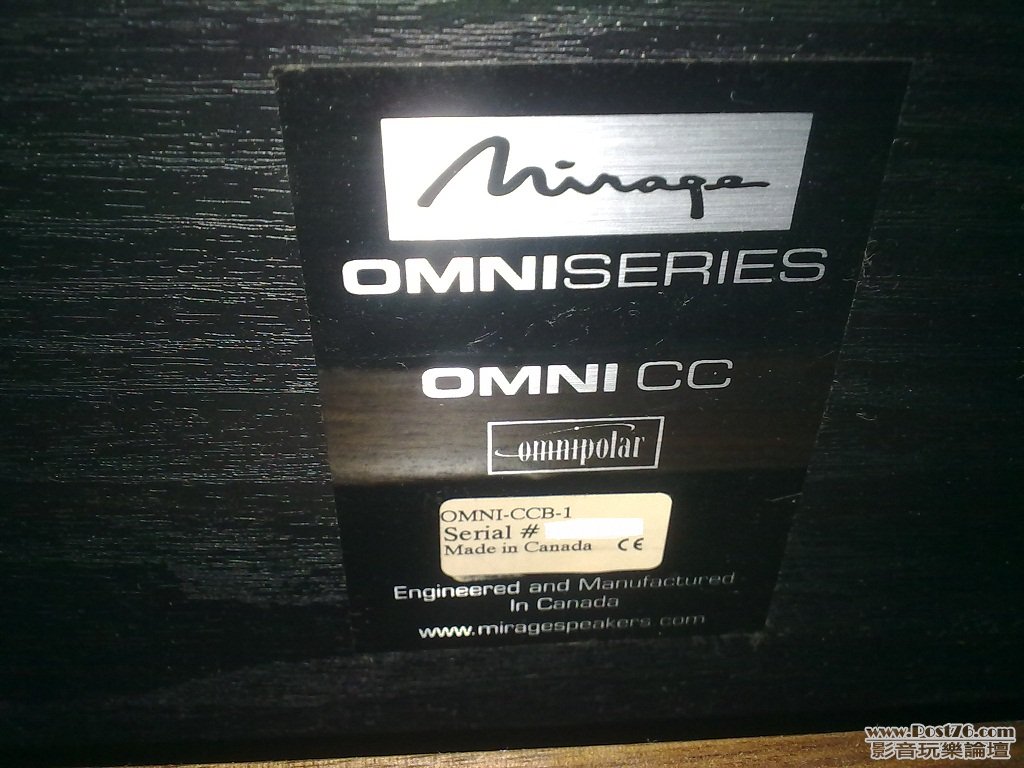 Mirage
OMNISERIES
OMNI CC
omnipolar
OMNI-CCB-1
Serial #
Made in Canada CE
Engineered and Manufactured
In Canada
www.miragespeakers.com
www.Post76.com
影音玩樂論壇